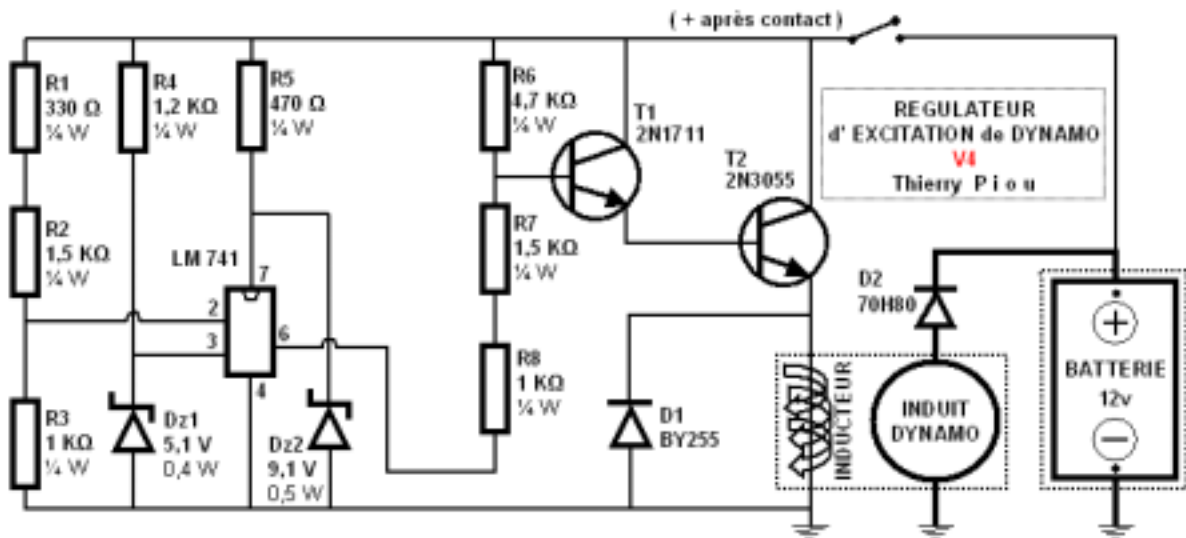 ( + après contact )
R1
330 Ω
¼ W
R4
1,2 KΩ
¼ W
R5
470 Ω
¼ W
R6
4,7 KΩ
¼ W
T1
2N1711
T2
2N3055
REGULATEUR
d' EXCITATION de DYNAMO
V4
Thierry P i o u
R2
1,5 KΩ
¼ W
LM 741
7
2
3
6
4
R7
1,5 KΩ
¼ W
D2
70H80
R3
1 KΩ
¼ W
Dz1
5,1 V
0,4 W
Dz2
9,1 V
0,5 W
R8
1 KΩ
¼ W
D1
BY255
INDUCTEUR
INDUIT
DYNAMO
+
BATTERIE
12v
−